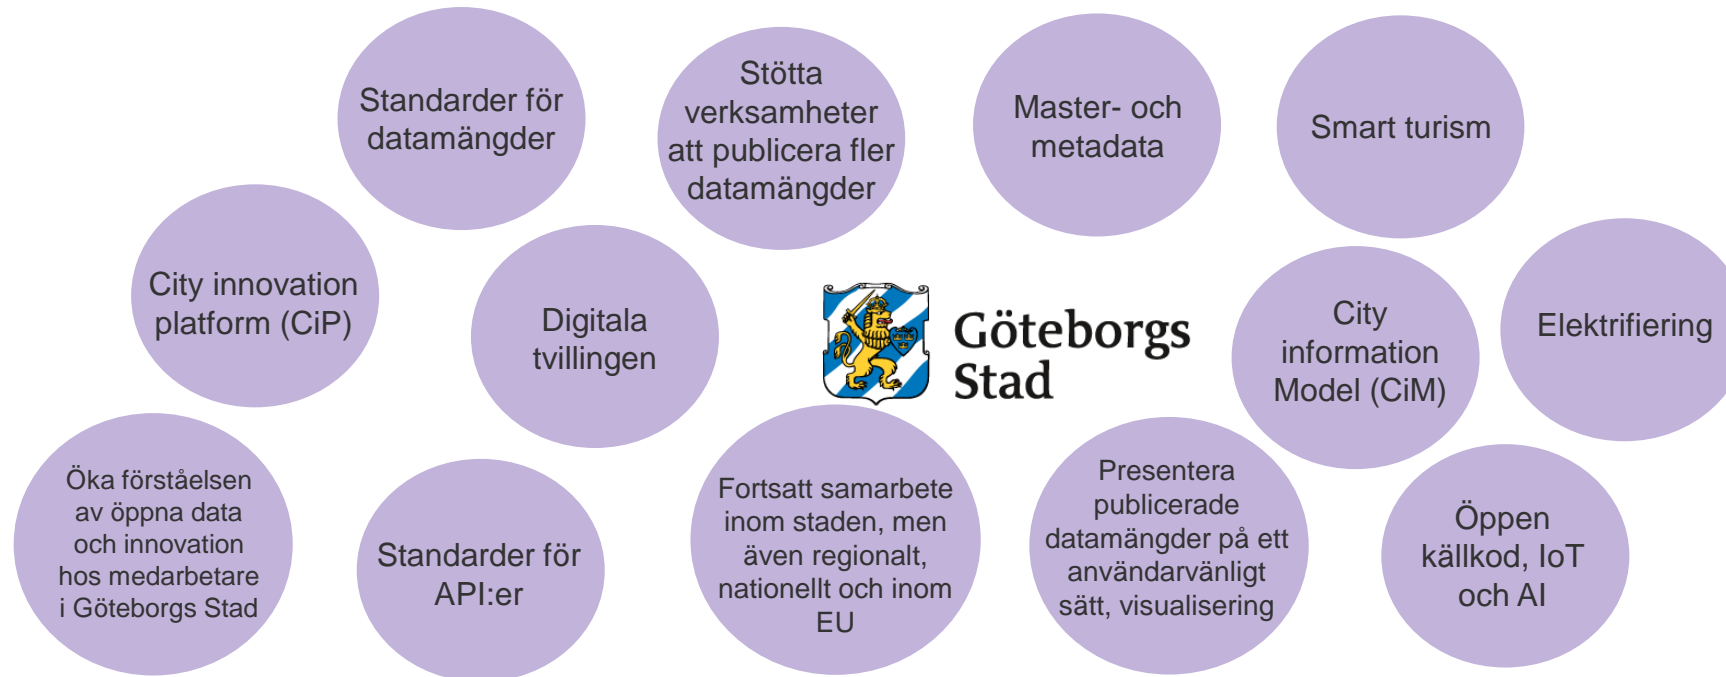 Standarder för
datamängder
Stötta
verksamheter
att publicera fler
datamängder
Master- och
metadata
Smart turism
City innovation
platform (CiP)
Digitala
tvillingen
Göteborgs
Stad
City
information
Model (CiM)
Elektrifiering
Öka förståelsen
av öppna data
och innovation
hos medarbetare
i Göteborgs Stad
Standarder för
API:er
Fortsatt samarbete
inom staden, men
även regionalt,
nationellt och inom
EU
Presentera
publicerade
datamängder på ett
användarvänligt
sätt, visualisering
Öppen
källkod, IoT
och AI